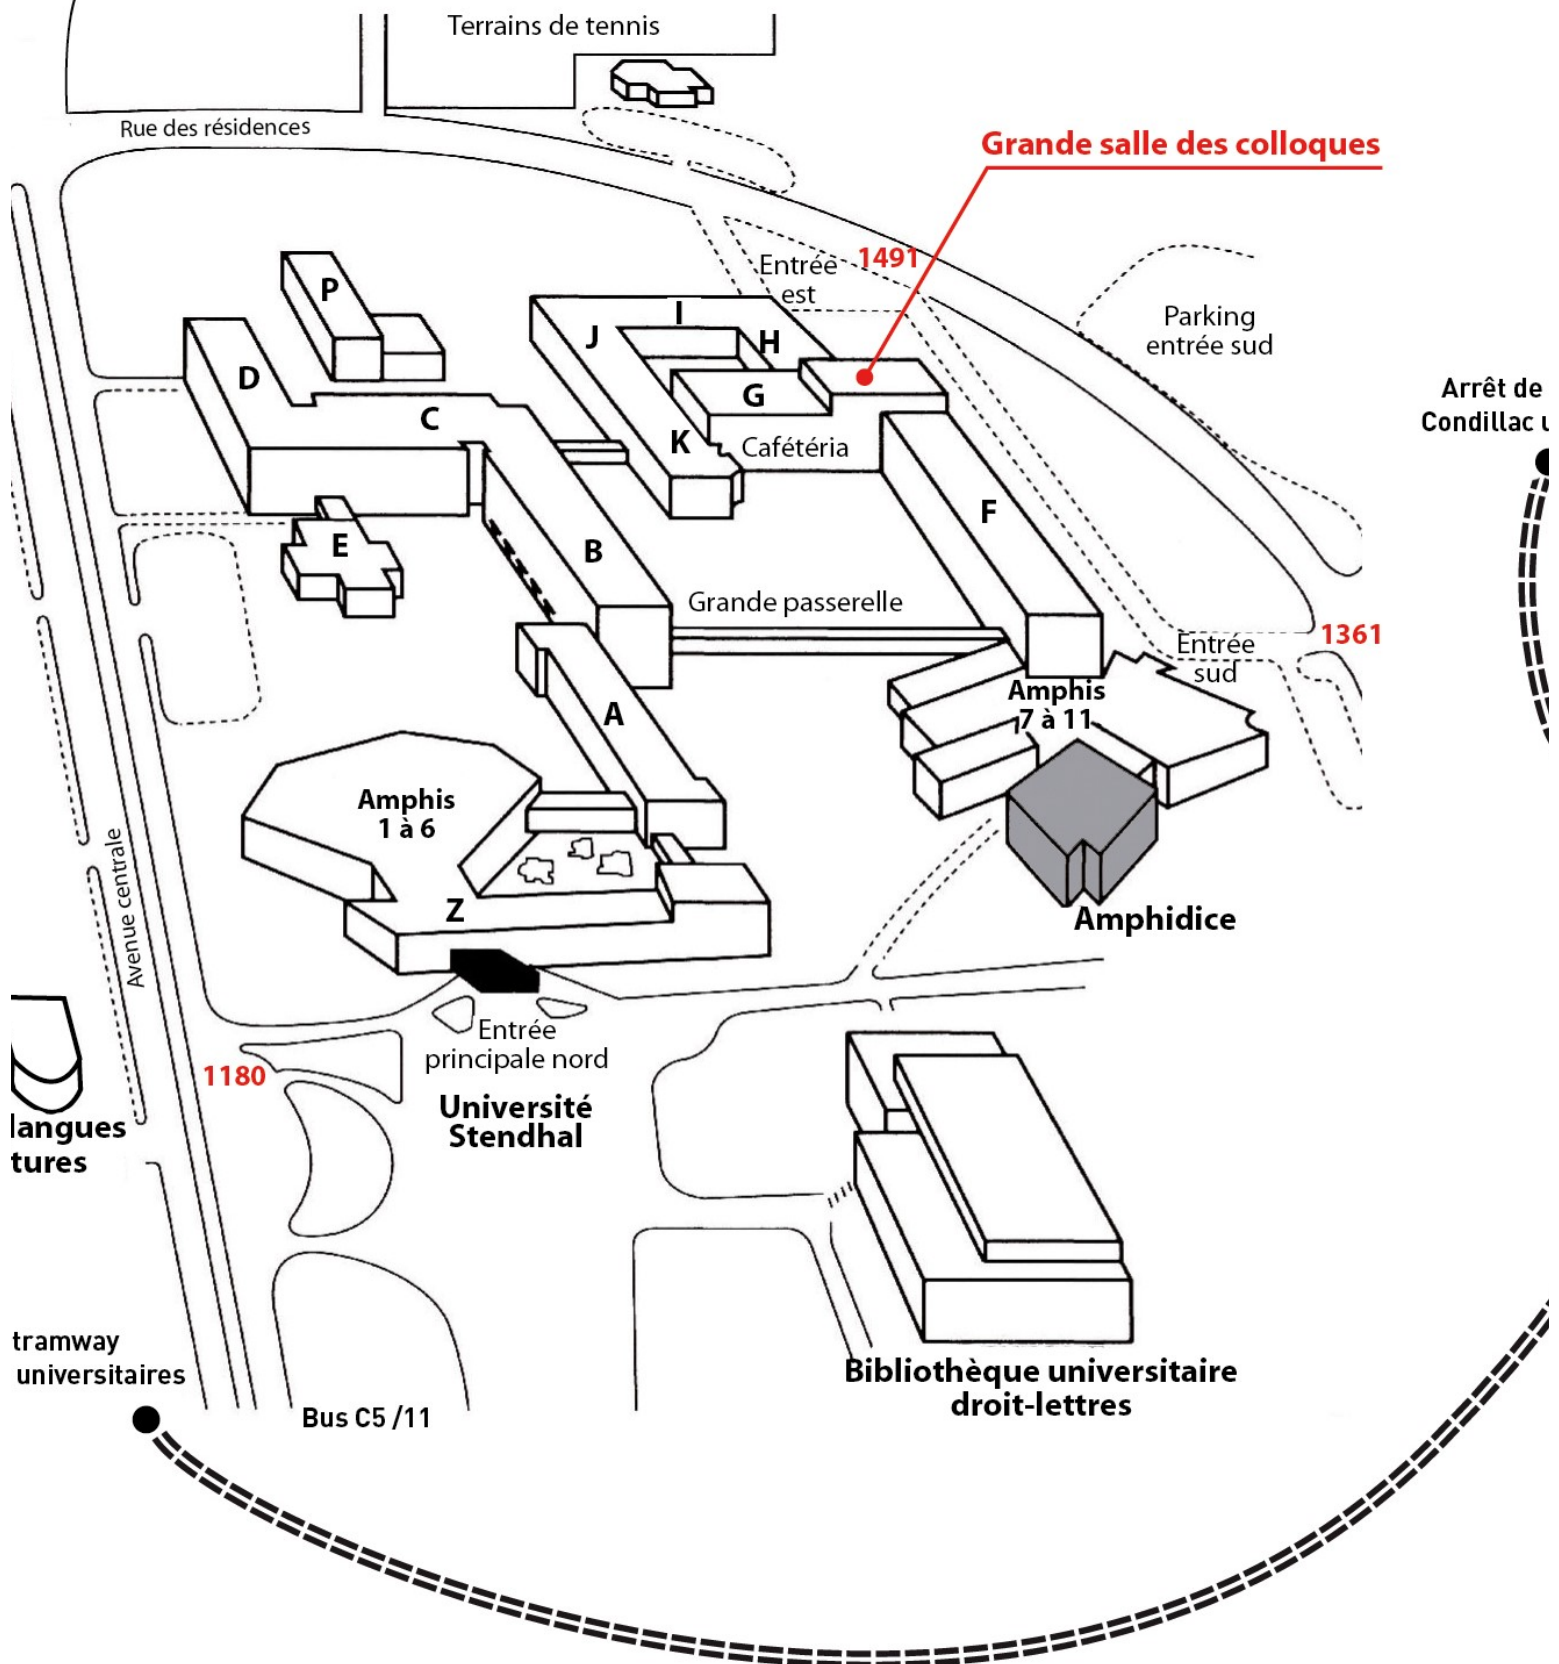 Terrains de tennis
Rue des résidences
Grande salle des colloques
1491
Entrée
est
Parking
entrée sud
P
I
J
H
D
G
C
K
Cafétéria
Arrêt de
Condillac u
F
E
B
Grande passerelle
1361
Entrée
sud
Amphis
7 à 11
A
Amphis
1 à 6
Avenue centrale
Z
Amphidice
Entrée
principale nord
1180
Université
Stendhal
langues
tures
tramway
universitaires
Bus C5 /11
Bibliothèque universitaire
droit-lettres